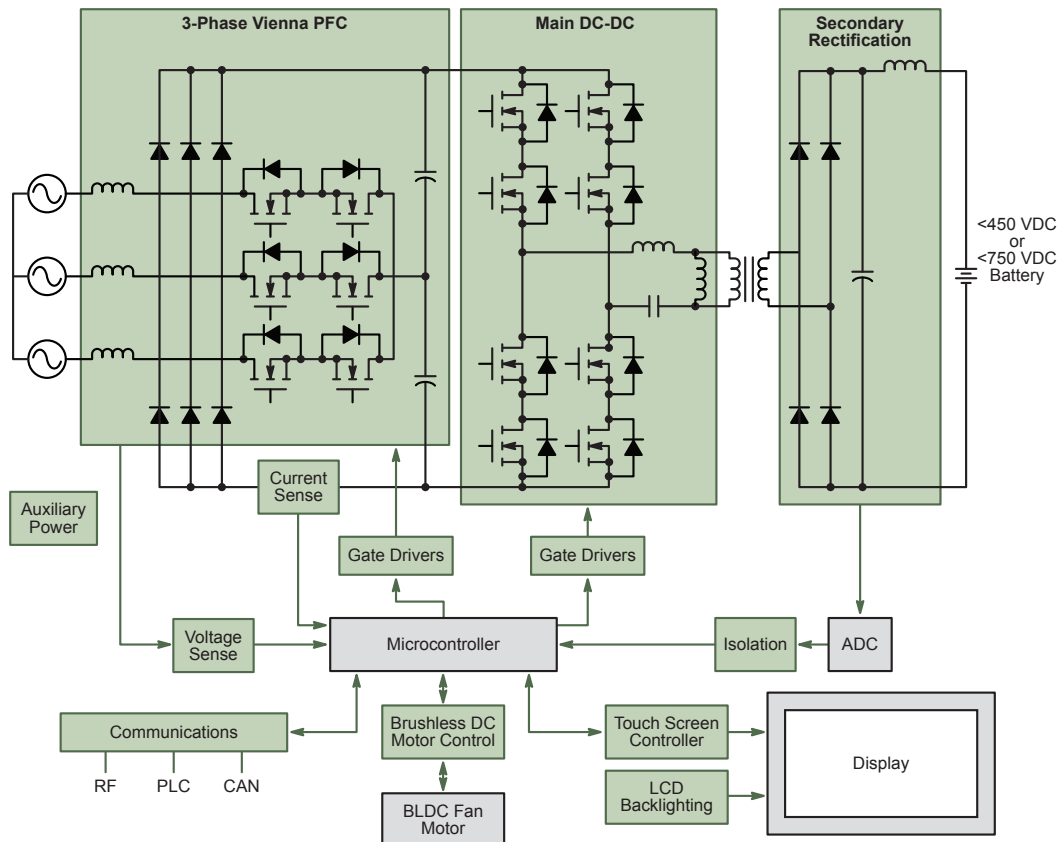 3-Phase Vienna PFC
Main DC-DC
Secondary
Rectification
<450 VDC
or
<750 VDC
Battery
Current
Sense
Auxiliary
Power
Gate Drivers
Gate Drivers
Voltage
Sense
Microcontroller
Isolation
ADC
Communications
RF
PLC
CAN
Brushless DC
Motor Control
BLDC Fan
Motor
Touch Screen
Controller
LCD
Backlighting
Display